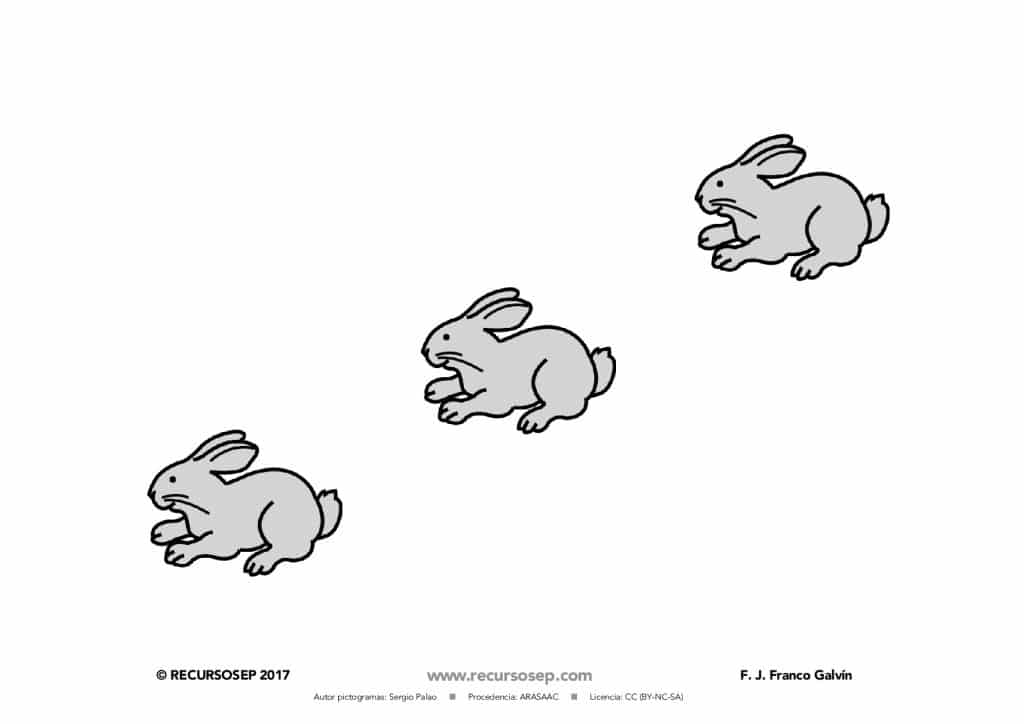 © RECURSOSEP 2017 www.recursosep.com F. J. Franco Galvín
Autor pictogramas: Sergio Palao ■ Procedencia: ARASAAC ■ Licencia: CC (BY-NC-SA)